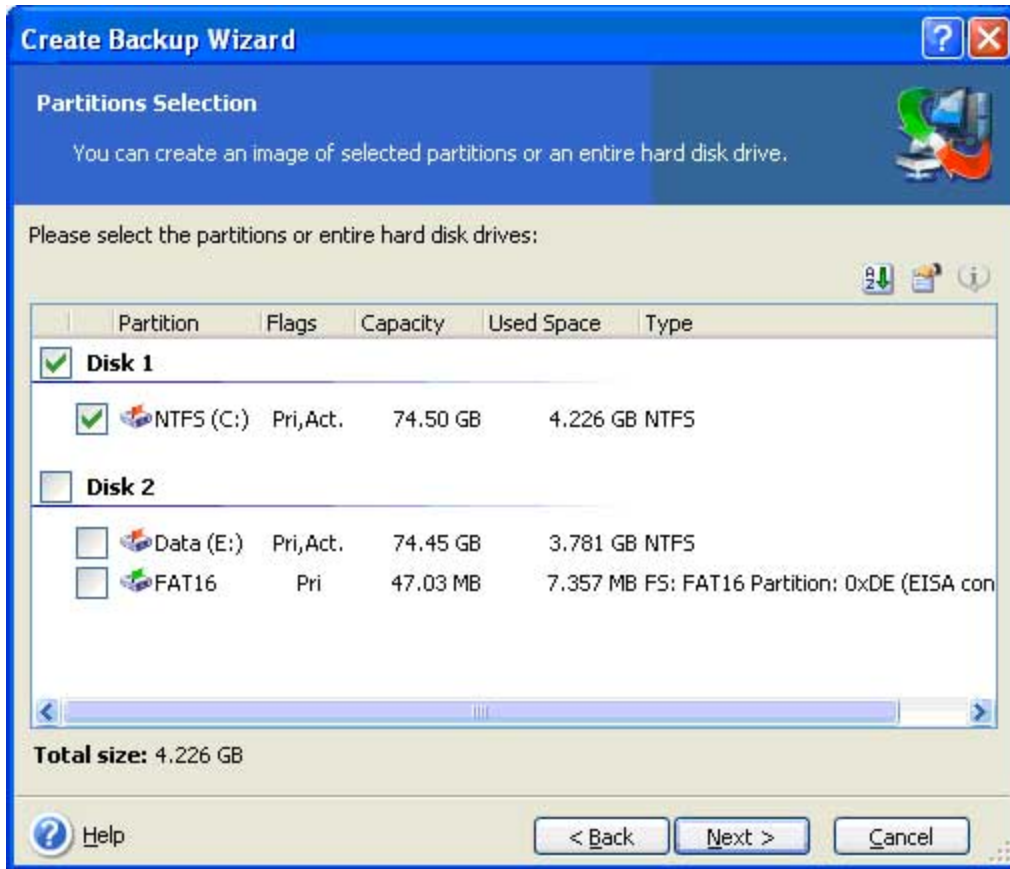 Create Backup Wizard
Partitions Selection
You can create an image of selected partitions or an entire hard disk drive.
Please select the partitions or entire hard disk drives:
Partition Flags Capacity Used Space Type
Disk 1
NTFS (C:) Pri,Act. 74.50 GB 4.226 GB NTFS
Disk 2
Data (E:) Pri,Act. 74.45 GB 3.781 GB NTFS
FAT16 Pri 47.03 MB 7.357 MB FS: FAT16 Partition: 0xDE (EISA con
Total size: 4.226 GB
Help < Back Next > Cancel